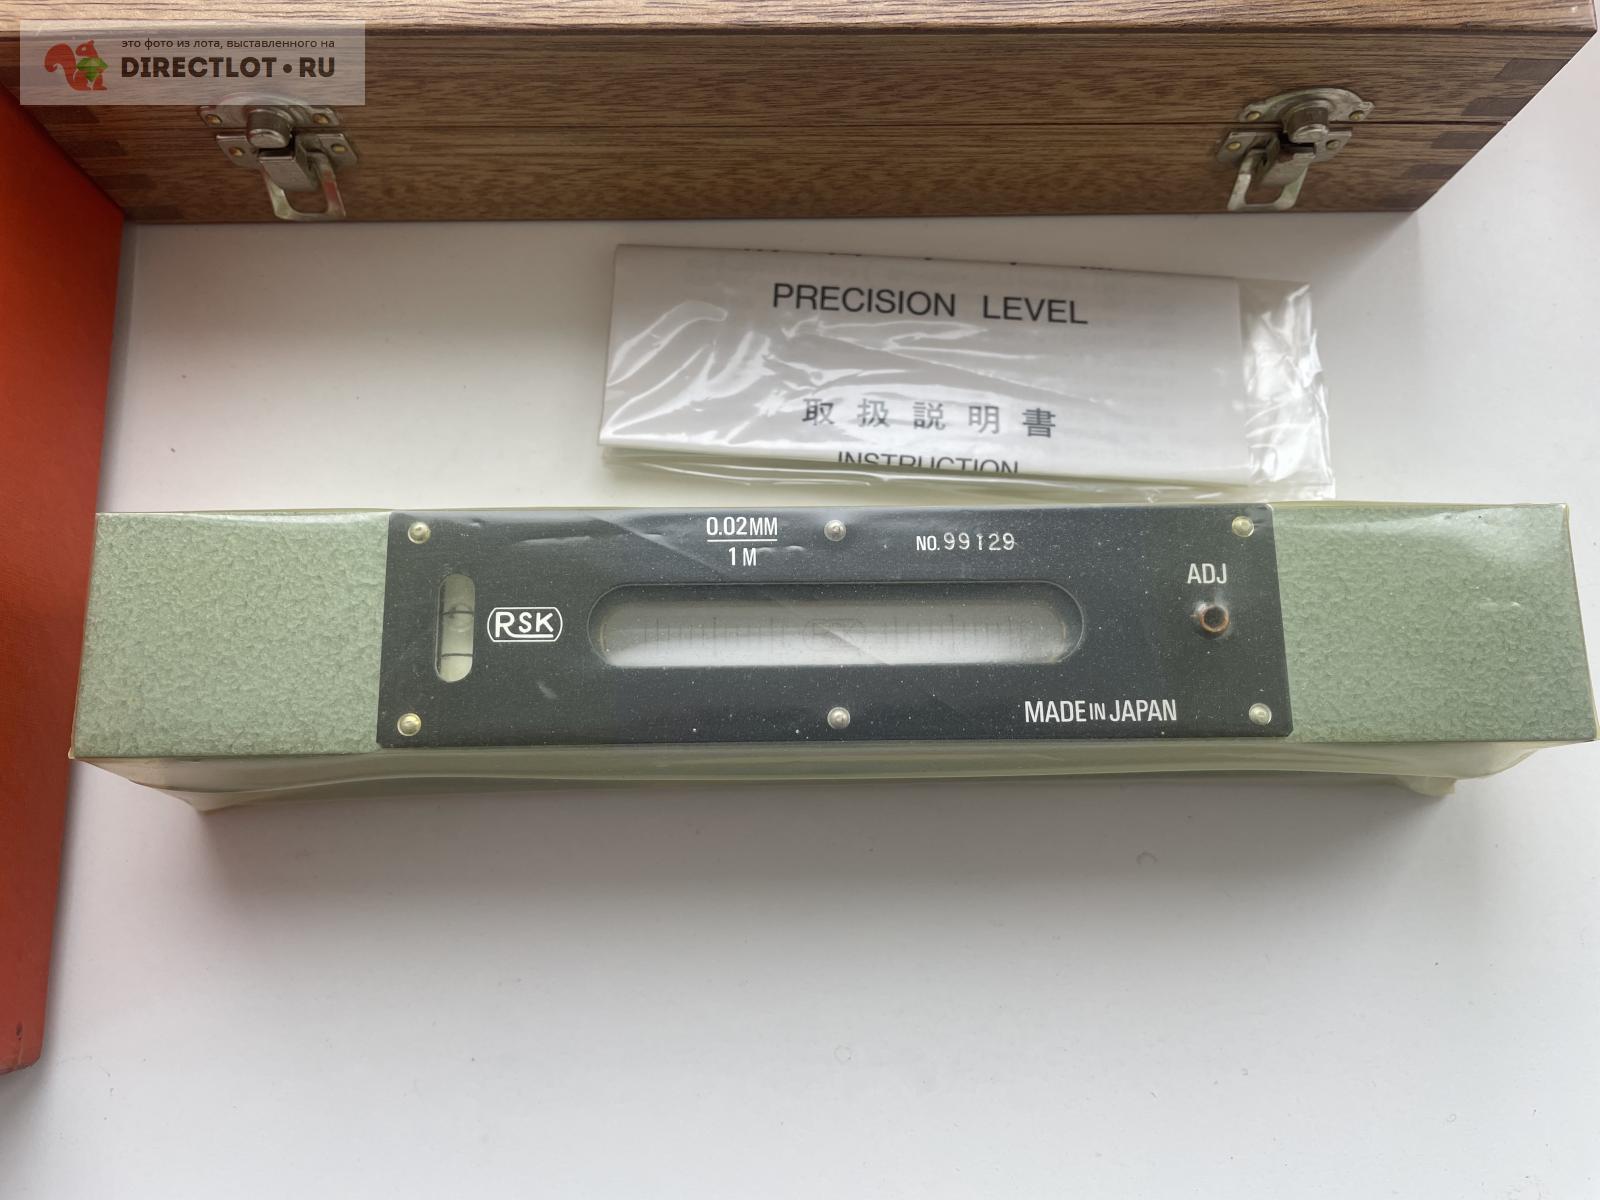 это фото из лота, выставленного на
DIRECTLOT•RU
PRECISION LEVEL
取扱説明書
INSTRUCTION
0.02MM
1M
NO.99129
ADJ
RSK
MADE IN JAPAN